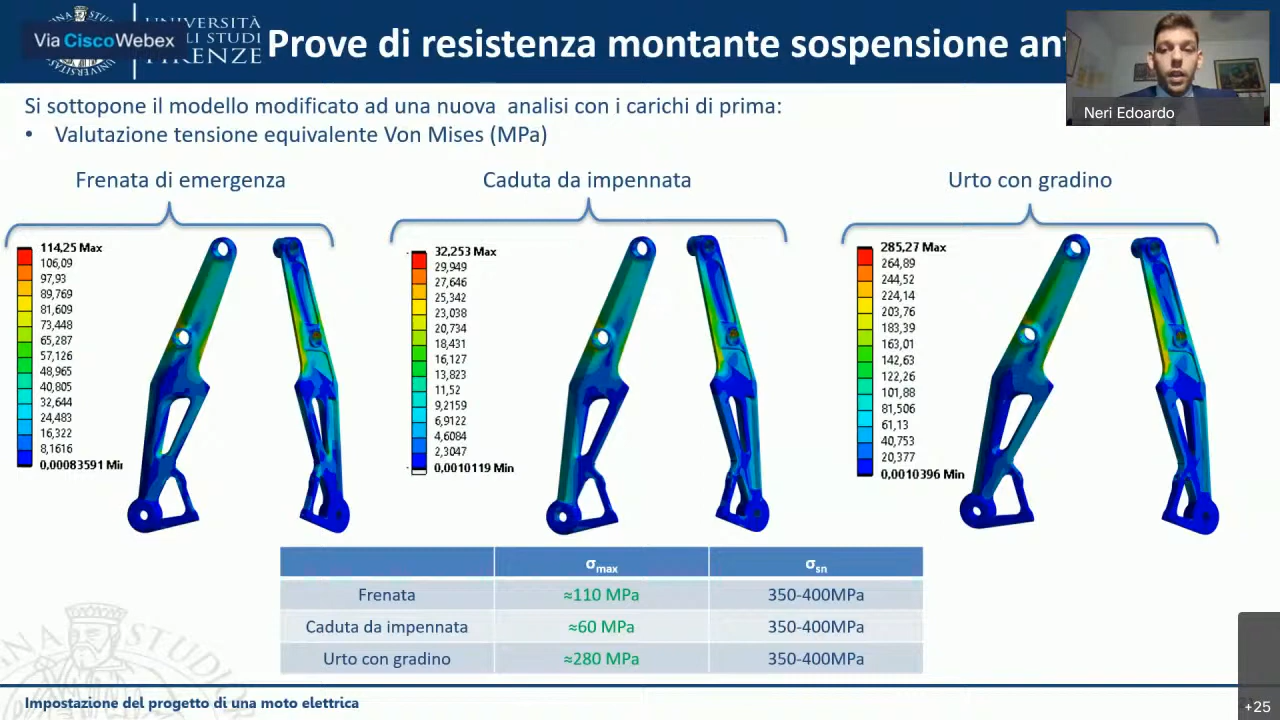 Via Cisco Webex
UNIVERSITÀ
LI STUDI
FIRENZE
Prove di resistenza montante sospensione ant
Neri Edoardo
Si sottopone il modello modificato ad una nuova analisi con i carichi di prima:
• Valutazione tensione equivalente Von Mises (MPa)
Frenata di emergenza
114,25 Max
106,09
97,93
89,769
81,609
73,448
65,287
57,126
48,965
40,805
32,644
24,483
16,322
8,1616
0,00083591 Mir
Caduta da impennata
32,253 Max
29,949
27,646
25,342
23,038
20,734
18,431
16,127
13,823
11,52
9,2159
6,9122
4,6084
2,3047
0,0010119 Min
Urto con gradino
285,27 Max
264,89
244,52
224,14
203,76
183,39
163,01
142,63
122,26
101,88
81,506
61,13
40,753
20,377
0,0010396 Min
σmax σsn
Frenata ≈110 MPa 350-400MPa
Caduta da impennata ≈60 MPa 350-400MPa
Urto con gradino ≈280 MPa 350-400MPa
Impostazione del progetto di una moto elettrica
+25